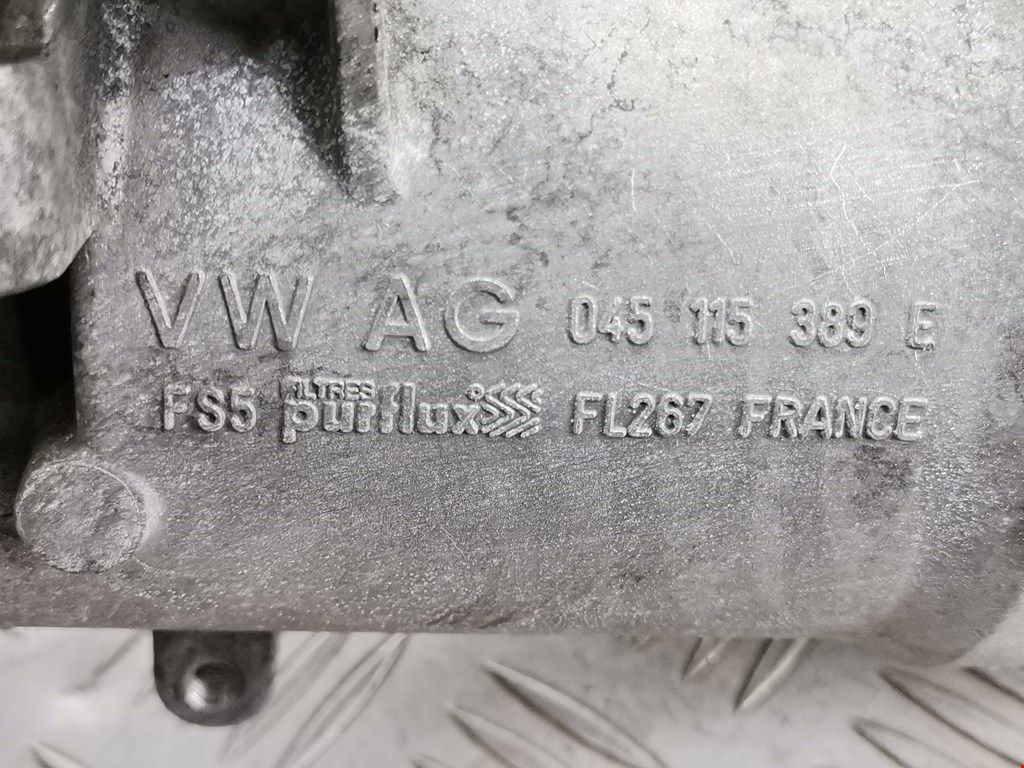 VW AG 045 115 389 E
FS5 FILTRES purflux FL267 FRANCE